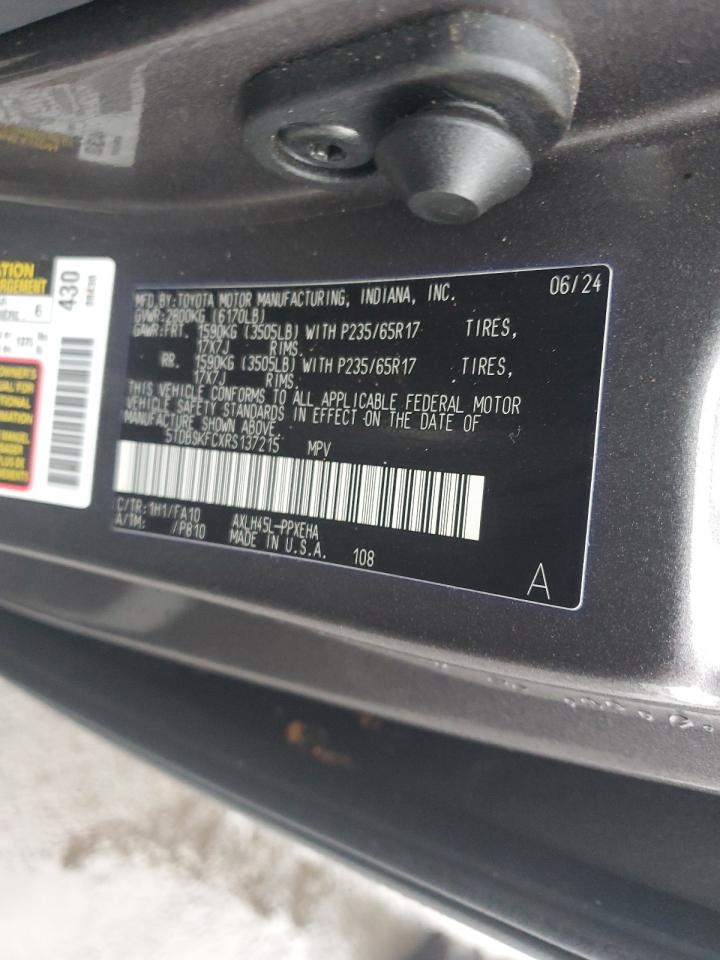 MFD.BY:TOYOTA MOTOR MANUFACTURING, INDIANA, INC. 06/24
GVWR:2800KG (6170LB)
GAWR:FRT. 1590KG (3505LB) WITH P235/65R17 TIRES,
17X7J RIMS.
RR. 1590KG (3505LB) WITH P235/65R17 TIRES,
17X7J RIMS.
THIS VEHICLE CONFORMS TO ALL APPLICABLE FEDERAL MOTOR
VEHICLE SAFETY STANDARDS IN EFFECT ON THE DATE OF
MANUFACTURE SHOWN ABOVE.
5TDBSKFCXRS137215 MPV
C/TR:1H1/FA10 AXLH45L-PPXEHA
A/TM: /PB10 MADE IN U.S.A. 108
A
430
6